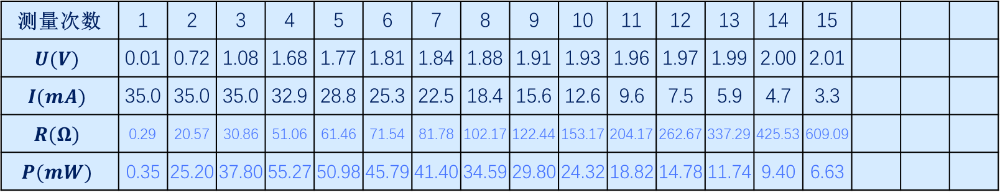 测量次数 1 2 3 4 5 6 7 8 9 10 11 12 13 14 15
U(V) 0.01 0.72 1.08 1.68 1.77 1.81 1.84 1.88 1.91 1.93 1.96 1.97 1.99 2.00 2.01
I(mA) 35.0 35.0 35.0 32.9 28.8 25.3 22.5 18.4 15.6 12.6 9.6 7.5 5.9 4.7 3.3
R(Ω) 0.29 20.57 30.86 51.06 61.46 71.54 81.78 102.17 122.44 153.17 204.17 262.67 337.29 425.53 609.09
P(mW) 0.35 25.20 37.80 55.27 50.98 45.79 41.40 34.59 29.80 24.32 18.82 14.78 11.74 9.40 6.63